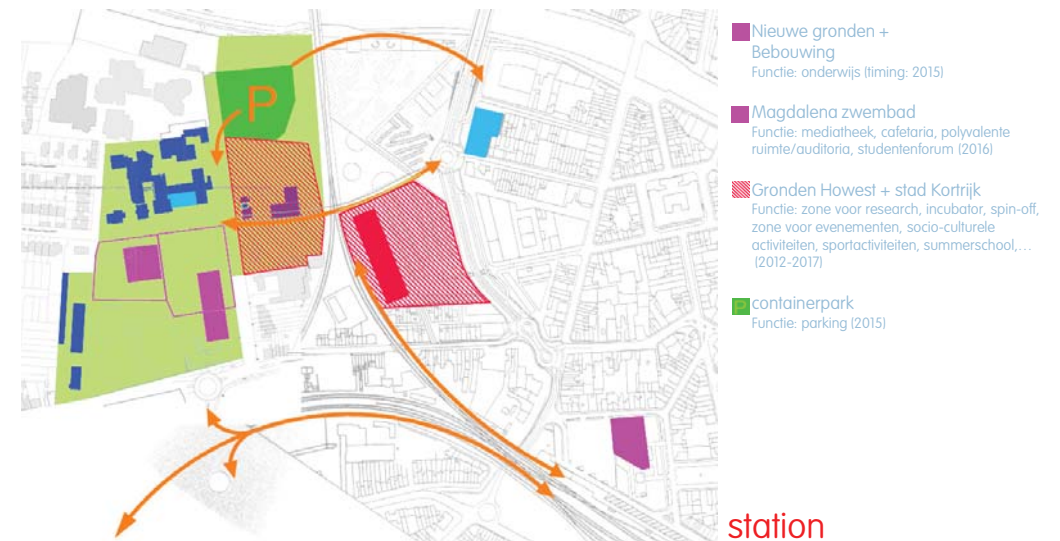 P
Nieuwe gronden +
Bebouwing
Functie: onderwijs (timing: 2015)
Magdalena zwembad
Functie: mediatheek, cafetaria, polyvalente
ruimte/auditoria, studentenforum (2016)
Gronden Howest + stad Kortrijk
Functie: zone voor research, incubator, spin-off,
zone voor evenementen, socio-culturele
activiteiten, sportactiviteiten, summerschool,...
(2012-2017)
P containerpark
Functie: parking (2015)
station